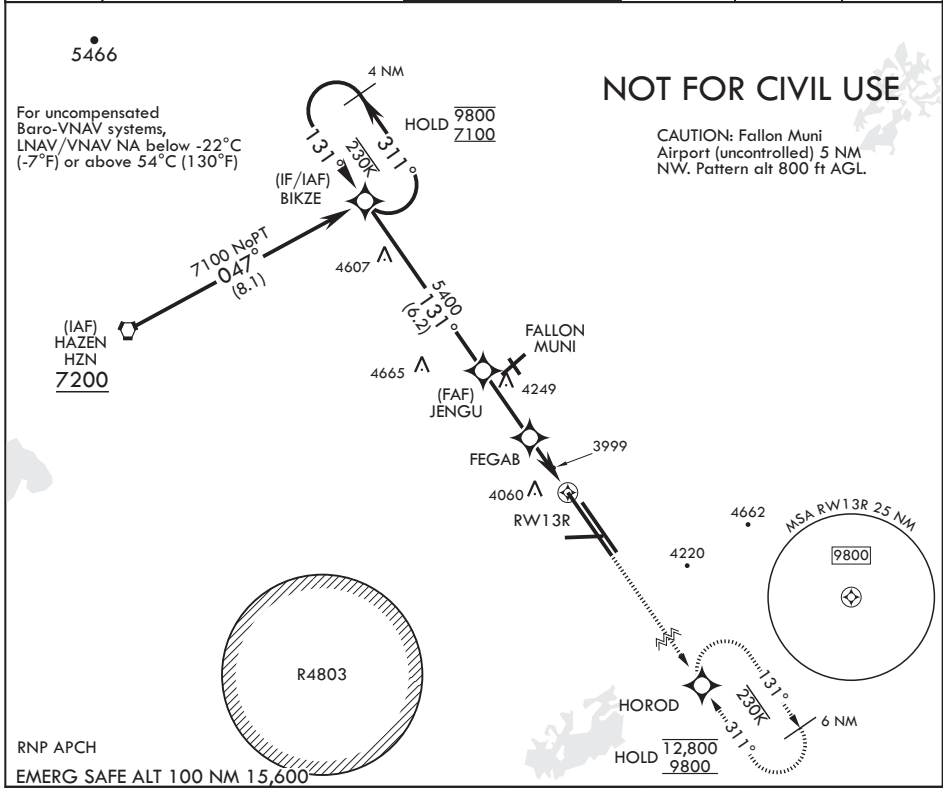 5466
NOT FOR CIVIL USE
For uncompensated
Baro-VNAV systems,
LNAV/VNAV NA below -22°C
(-7°F) or above 54°C (130°F)
CAUTION: Fallon Muni
Airport (uncontrolled) 5 NM
NW. Pattern alt 800 ft AGL.
4 NM
HOLD 9800
7100
131°
230K
311°
(IF/IAF)
BIKZE
7100 NoPT
047°
(8.1)
4607
5400
131°
(6.2)
(IAF)
HAZEN
HZN
7200
FALLON
MUNI
4665
4249
(FAF)
JENGU
FEGAB
3999
4060
RW13R
4662
4220
MSA RW13R 25 NM
9800
R4803
HOROD
131°
230K
311°
6 NM
HOLD 12,800
9800
RNP APCH
EMERG SAFE ALT 100 NM 15,600